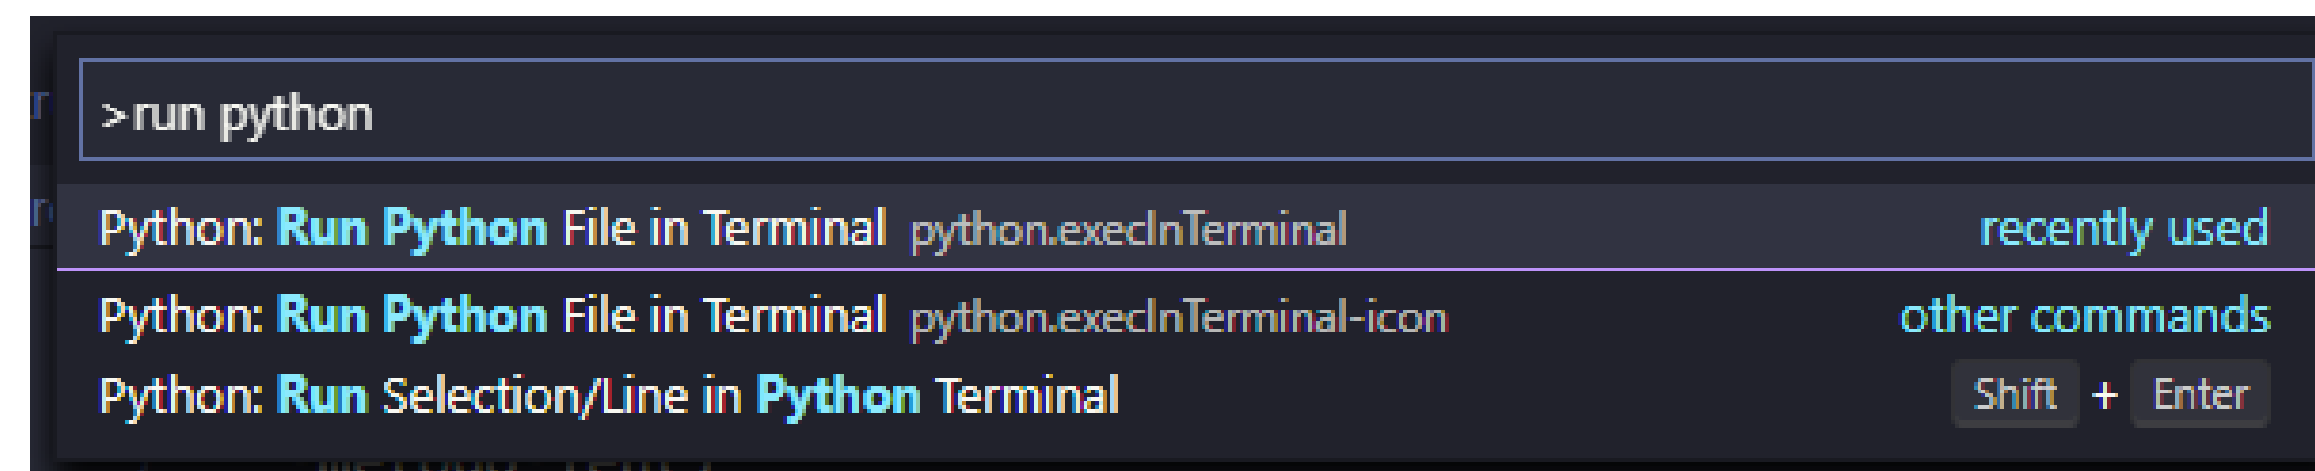 >run python
Python: Run Python File in Terminal python.execInTerminal recently used
Python: Run Python File in Terminal python.execInTerminal-icon other commands
Python: Run Selection/Line in Python Terminal Shift + Enter